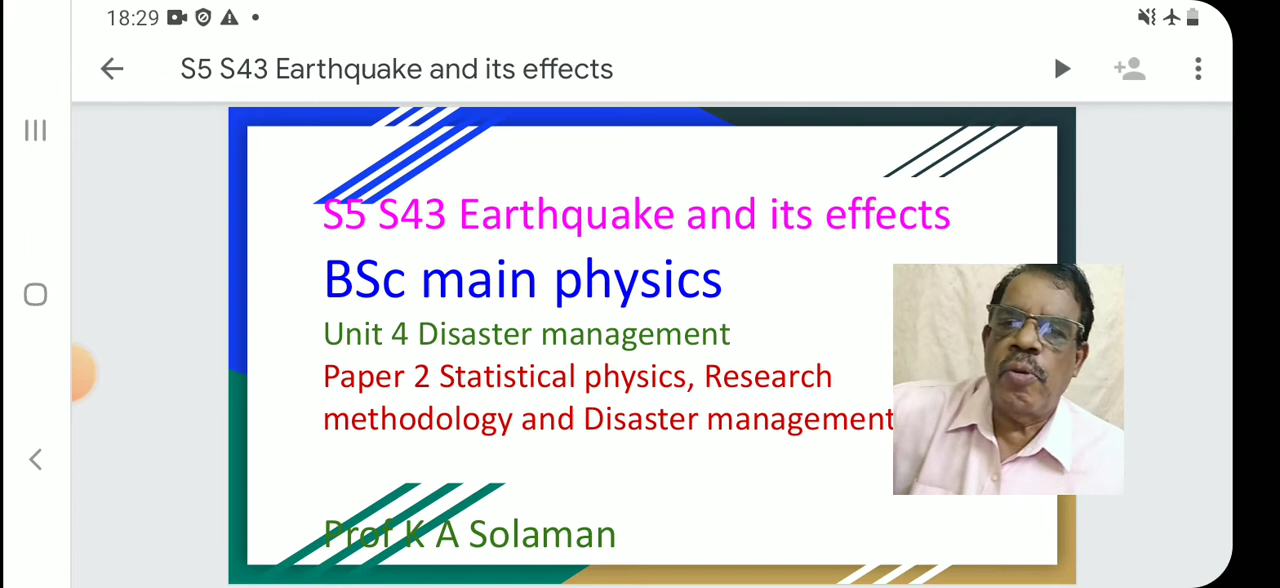 18:29
S5 S43 Earthquake and its effects
S5 S43 Earthquake and its effects
BSc main physics
Unit 4 Disaster management
Paper 2 Statistical physics, Research
methodology and Disaster management
Prof K A Solaman